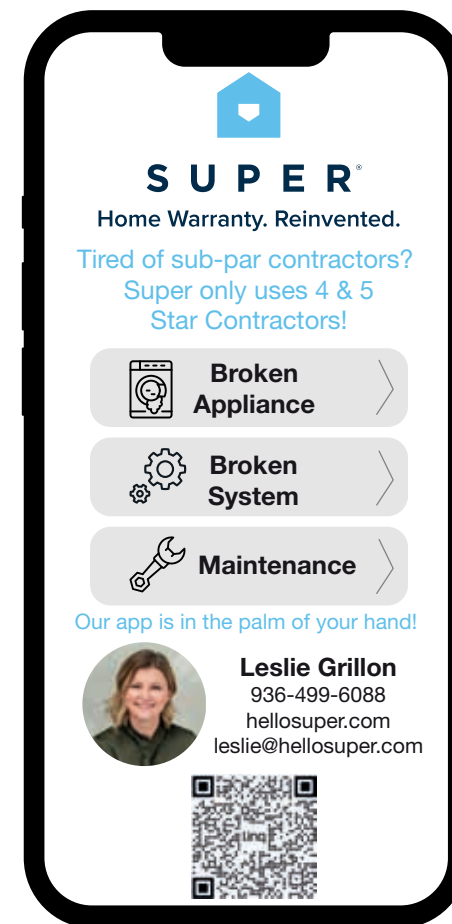 SUPER®
Home Warranty. Reinvented.
Tired of sub-par contractors?
Super only uses 4 & 5
Star Contractors!
Broken
Appliance
Broken
System
Maintenance
Our app is in the palm of your hand!
Leslie Grillon
936-499-6088
hellosuper.com
leslie@hellosuper.com
linq